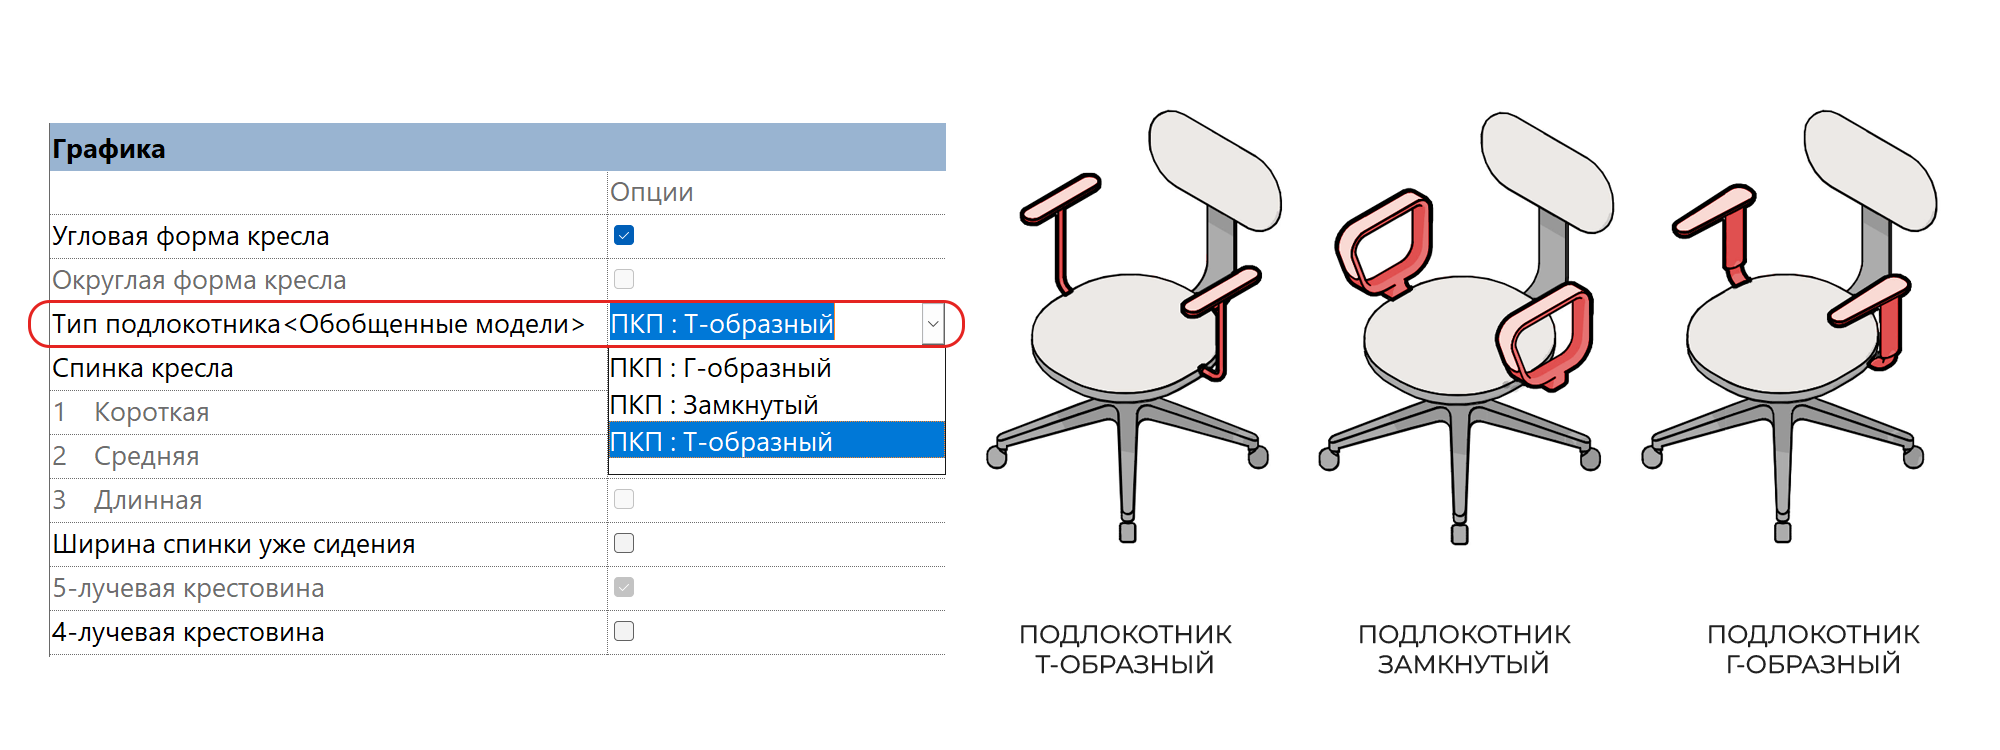 Графика
Опции
Угловая форма кресла
Округлая форма кресла
Тип подлокотника<Обобщенные модели> ПКП : Т-образный
Спинка кресла ПКП : Г-образный
1 Короткая ПКП : Замкнутый
2 Средняя ПКП : Т-образный
3 Длинная
Ширина спинки уже сидения
5-лучевая крестовина
4-лучевая крестовина
ПОДЛОКОТНИК
Т-ОБРАЗНЫЙ
ПОДЛОКОТНИК
ЗАМКНУТЫЙ
ПОДЛОКОТНИК
Г-ОБРАЗНЫЙ